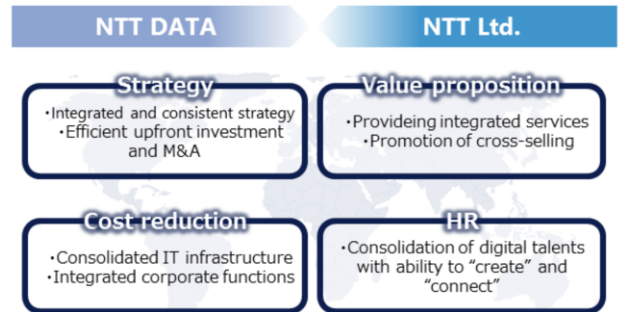 NTT DATA
NTT Ltd.
Strategy
・Integrated and consistent strategy
・Efficient upfront investment
and M&A
Value proposition
・Provideing integrated services
・Promotion of cross-selling
Cost reduction
・Consolidated IT infrastructure
・Integrated corporate functions
HR
・Consolidation of digital talents
with ability to “create” and
“connect”